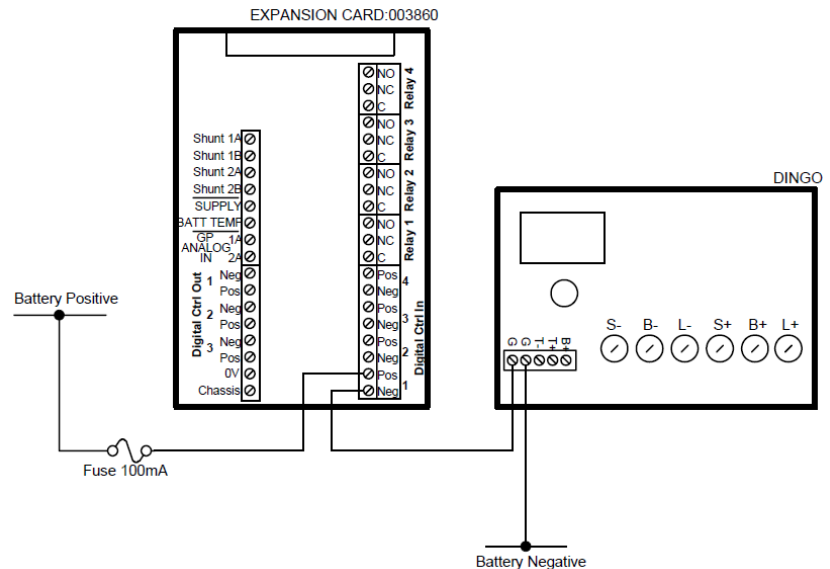 EXPANSION CARD:003860
NO
NC
C
Relay 4
NO
NC
C
Relay 3
NO
NC
C
Relay 2
NO
NC
C
Relay 1
Shunt 1A
Shunt 1B
Shunt 2A
Shunt 2B
SUPPLY
BATT TEMP
GP 1A
ANALOG
IN 2A
Digital Ctrl Out
1 Neg
Pos
2 Neg
Pos
3 Neg
Pos
0V
Chassis
Pos 4
Neg
Pos
Neg 3
Pos
Neg 2
Pos
Neg 1
Digital Ctrl In
DINGO
S- B- L- S+ B+ L+
G G T- T+ B+
Battery Positive
Fuse 100mA
Battery Negative